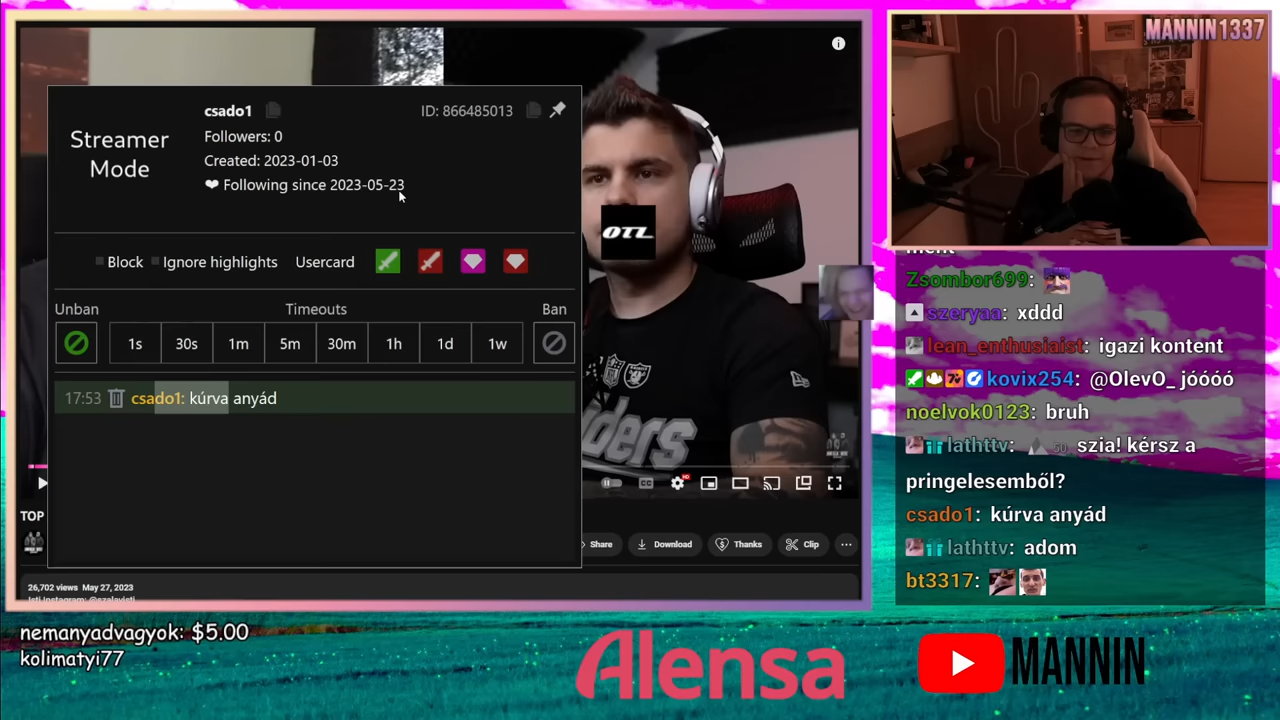 MANNIN1337
csado1
ID: 866485013
Streamer
Mode
Followers: 0
Created: 2023-01-03
❤ Following since 2023-05-23
Block
Ignore highlights
Usercard
Unban
Timeouts
Ban
1s
30s
1m
5m
30m
1h
1d
1w
17:53 csado1: kúrva anyád
OTL
TOP
Share
Download
Thanks
Clip
26,702 views May 27, 2023
Zsombor699:
szeryaa: xddd
lean_enthusiaist: igazi kontent
kovix254: @OlevO_ jóóóó
noelvok0123: bruh
lathttv: szia! kérsz a
pringelesemből?
csado1: kúrva anyád
lathttv: adom
bt3317:
nemanyadvagyok: $5.00
kolimatyi77
Alensa
MANNIN